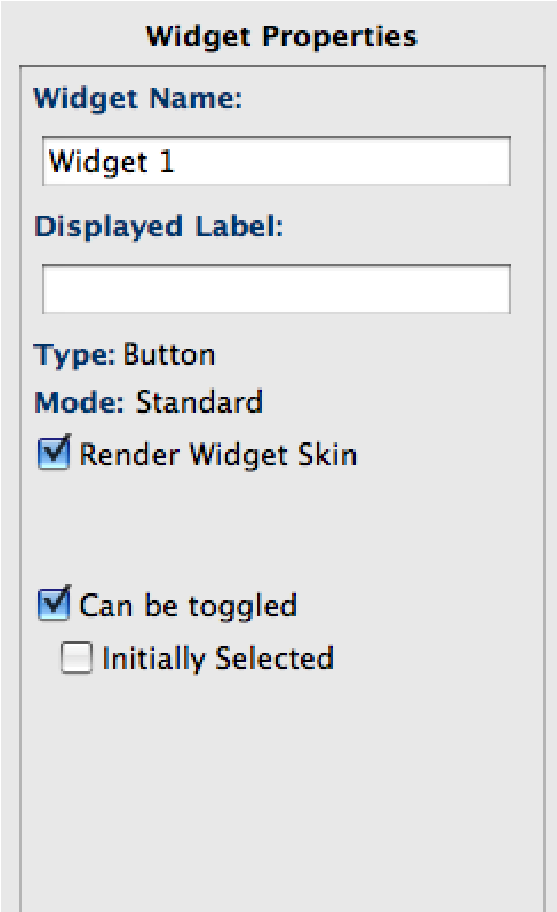 Widget Properties
Widget Name:
Widget 1
Displayed Label:
Type: Button
Mode: Standard
Render Widget Skin
Can be toggled
Initially Selected